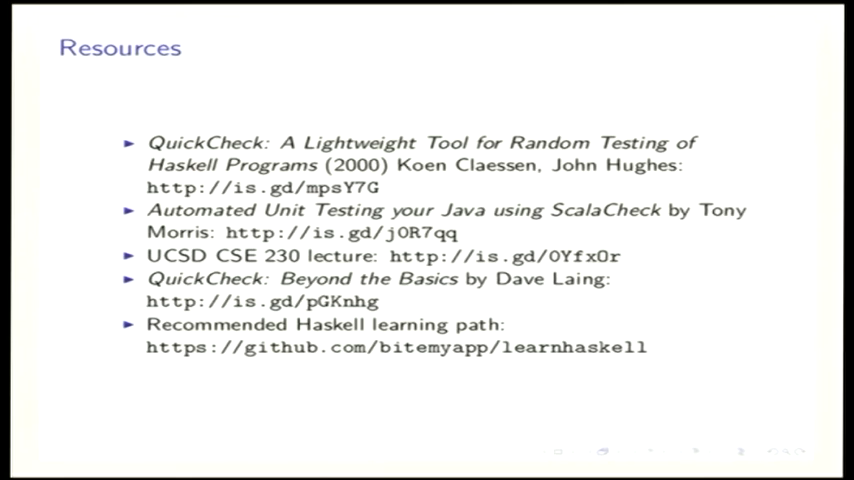 Resources
QuickCheck: A Lightweight Tool for Random Testing of
Haskell Programs (2000) Koen Claessen, John Hughes:
http://is.gd/mpsY7G
Automated Unit Testing your Java using ScalaCheck by Tony
Morris: http://is.gd/jOR7qq
UCSD CSE 230 lecture: http://is.gd/OYfxOr
QuickCheck: Beyond the Basics by Dave Laing:
http://is.gd/pGKnhg
Recommended Haskell learning path:
https://github.com/bitemyapp/learnhaskell